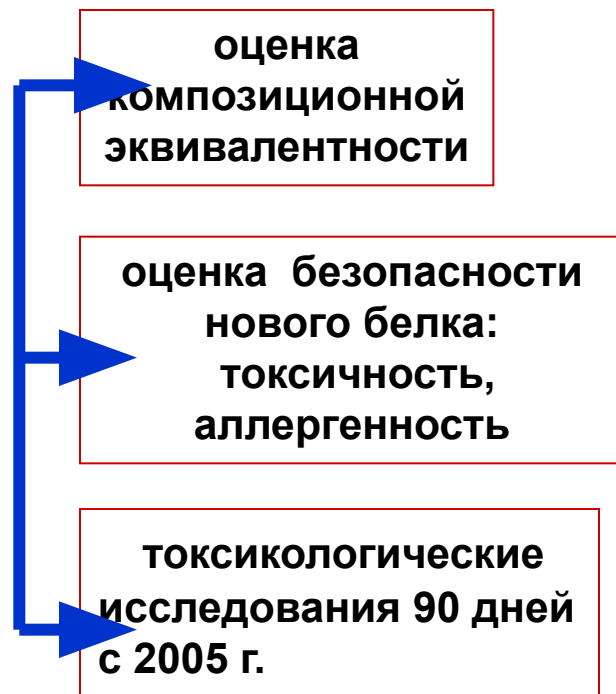 оценка
композиционной
эквивалентности
оценка безопасности
нового белка:
токсичность,
аллергенность
токсикологические
исследования 90 дней
с 2005 г.